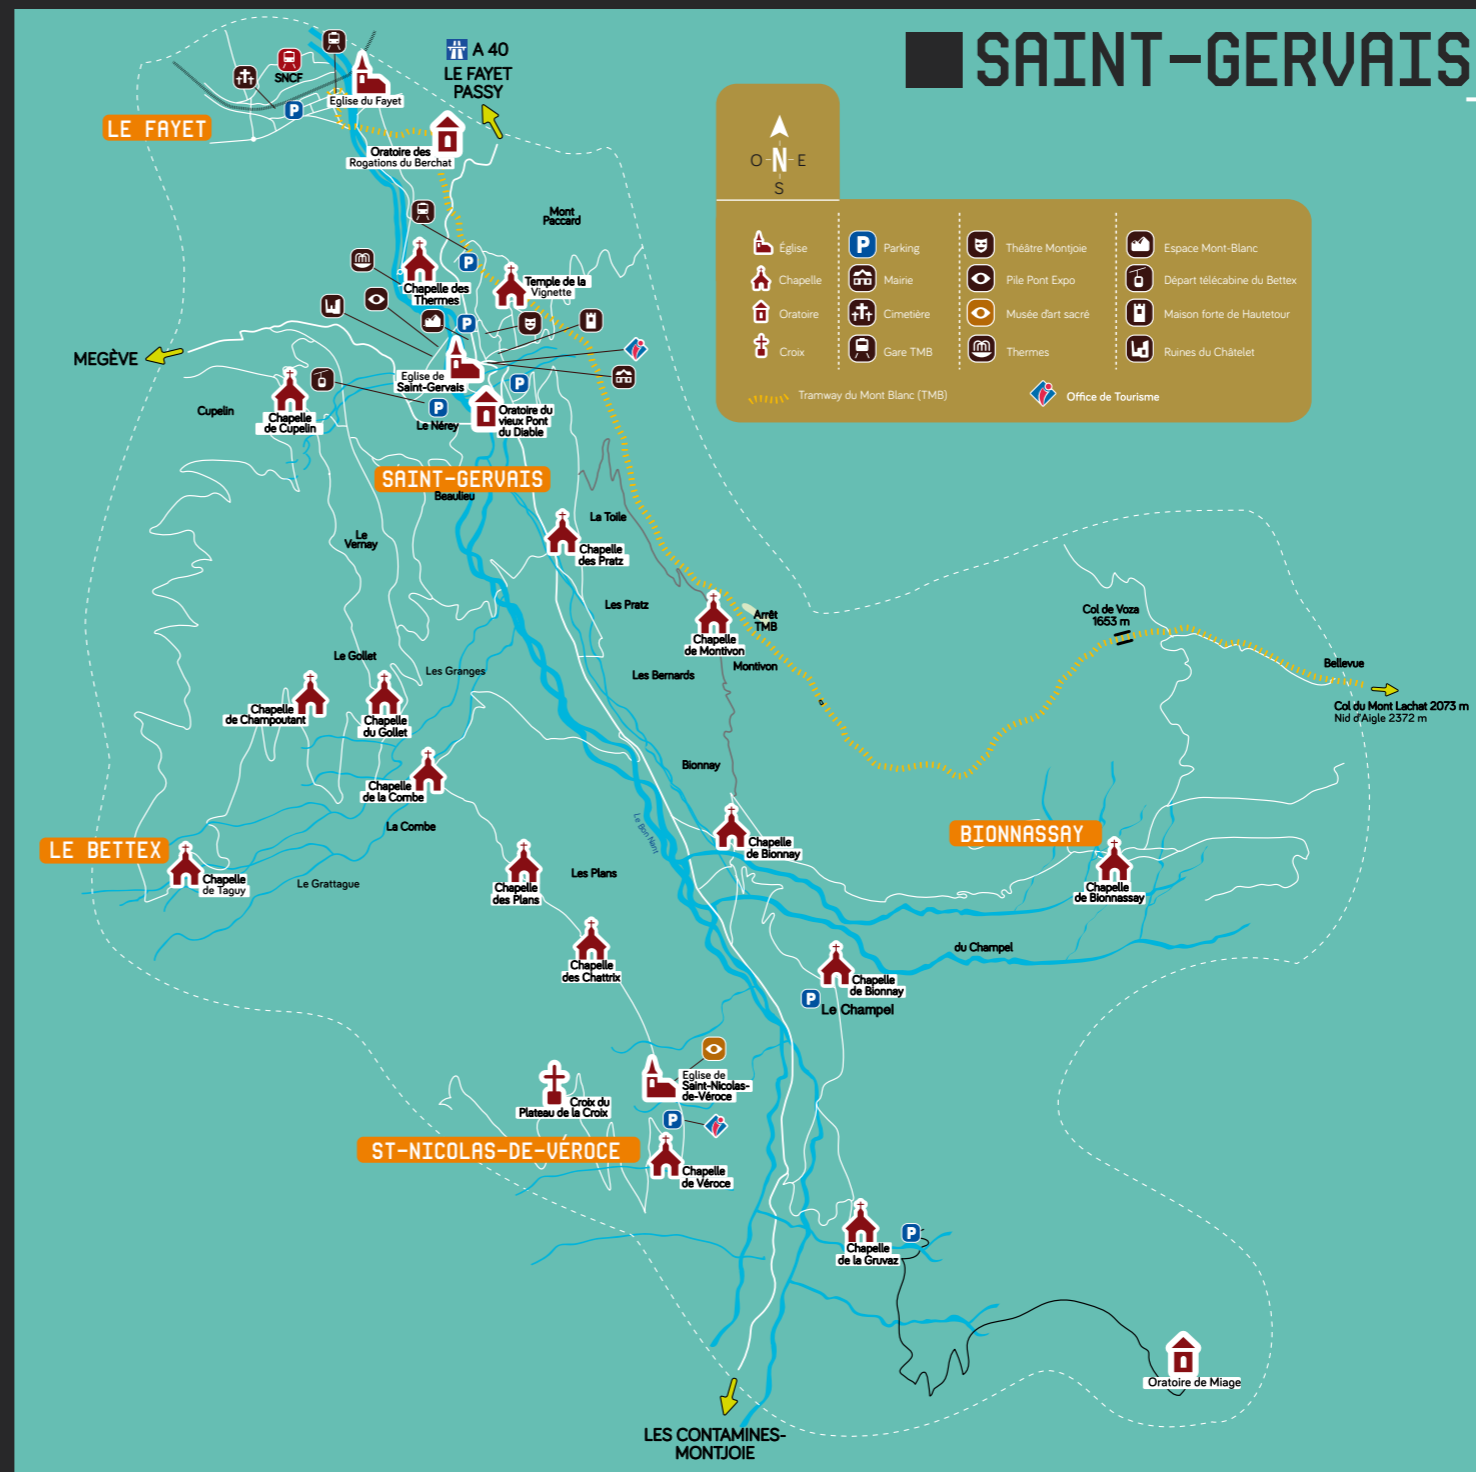 SAINT-GERVAIS
A 40
LE FAYET
PASSY
SNCF
P
Eglise du Fayet
LE FAYET
Oratoire des
Rogations du Berchat
N
O
E
S
Église
Chapelle
Oratoire
Croix
P
Parking
Mairie
Cimetière
Gare TMB
Théâtre Montjoie
Pile Pont Expo
Musée d'art sacré
Thermes
Espace Mont-Blanc
Départ télécabine du Bettex
Maison forte de Hautetour
Ruines du Châtelet
Tramway du Mont Blanc (TMB)
Office de Tourisme
Mont
Paccard
P
Chapelle des
Thermes
Temple de la
Vignette
P
MEGÈVE
Eglise de
Saint-Gervais
P
Cupelin
Chapelle
de Cupelin
P
Le Nérey
Oratoire du
vieux Pont
du Diable
SAINT-GERVAIS
Beaulieu
La Toile
Le
Vernay
Chapelle
des Pratz
Les Pratz
Arrêt
TMB
Chapelle
de Montivon
Montivon
Col de Voza
1653 m
Bellevue
Col du Mont Lachat 2073 m
Nid d'Aigle 2372 m
Le Gollet
Les Granges
Les Bernards
Chapelle
de Champoutant
Chapelle
du Gollet
Bionnay
Chapelle
de la Combe
La Combe
Le Bon Nant
LE BETTEX
Chapelle
de Bionnay
BIONNASSAY
Chapelle
de Taguy
Le Grattague
Chapelle
des Plans
Les Plans
Chapelle
de Bionnassay
Chapelle
des Chattrix
du Champel
Chapelle
de Bionnay
P
Le Champel
Eglise de
Saint-Nicolas-
de-Véroce
Croix du
Plateau de la Croix
P
ST-NICOLAS-DE-VÉROCE
Chapelle
de Véroce
P
Chapelle
de la Gruvaz
Oratoire de Miage
LES CONTAMINES-
MONTJOIE